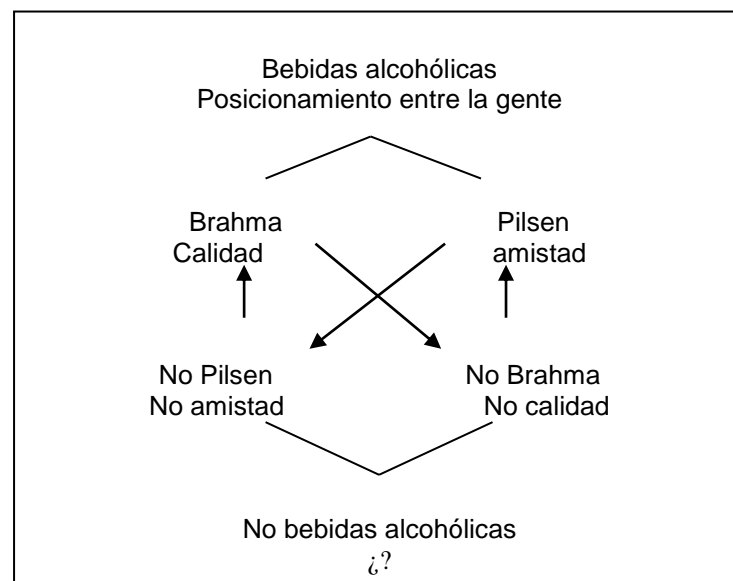 Bebidas alcohólicas
Posicionamiento entre la gente
Brahma
Calidad
Pilsen
amistad
No Pilsen
No amistad
No Brahma
No calidad
No bebidas alcohólicas
¿?